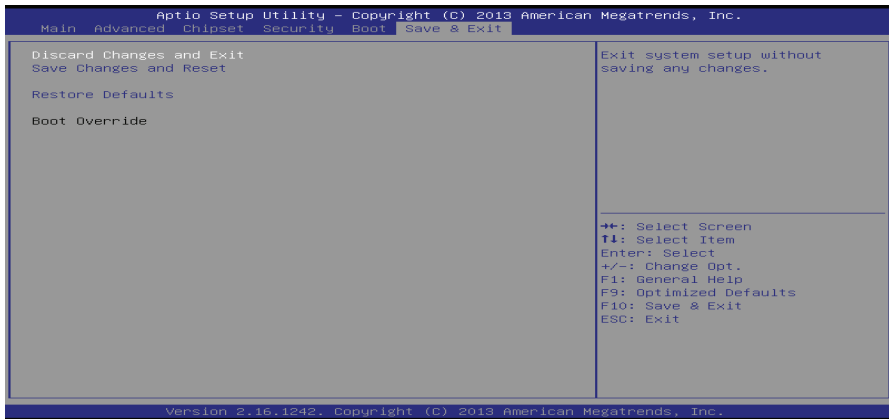 Aptio Setup Utility – Copyright (C) 2013 American Megatrends, Inc.
Main Advanced Chipset Security Boot Save & Exit
Discard Changes and Exit
Save Changes and Reset
Restore Defaults
Boot Override
Exit system setup without
saving any changes.
→←: Select Screen
↑↓: Select Item
Enter: Select
+/-: Change Opt.
F1: General Help
F9: Optimized Defaults
F10: Save & Exit
ESC: Exit
Version 2.16.1242. Copyright (C) 2013 American Megatrends, Inc.